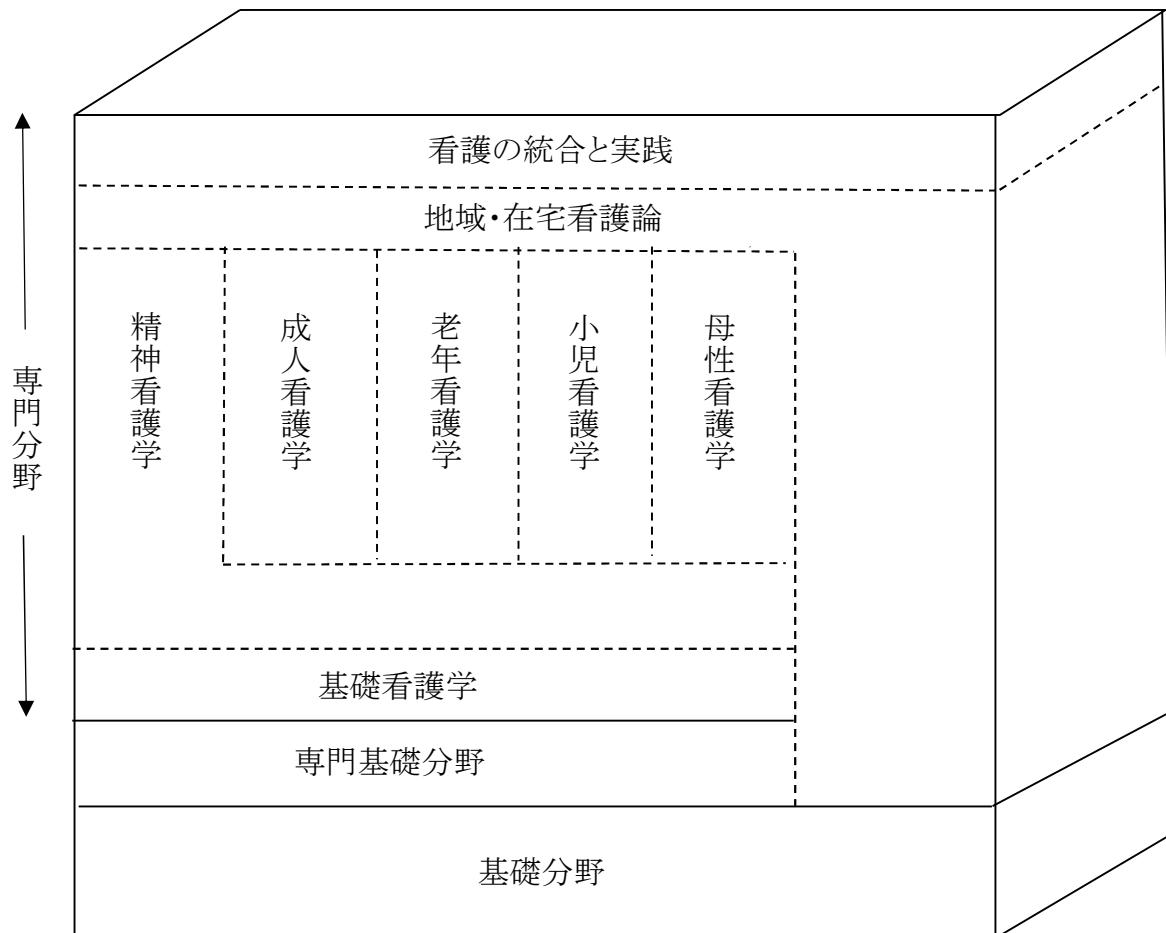 看護の統合と実践
地域・在宅看護論
専門分野
精神看護学
成人看護学
老年看護学
小児看護学
母性看護学
基礎看護学
専門基礎分野
基礎分野